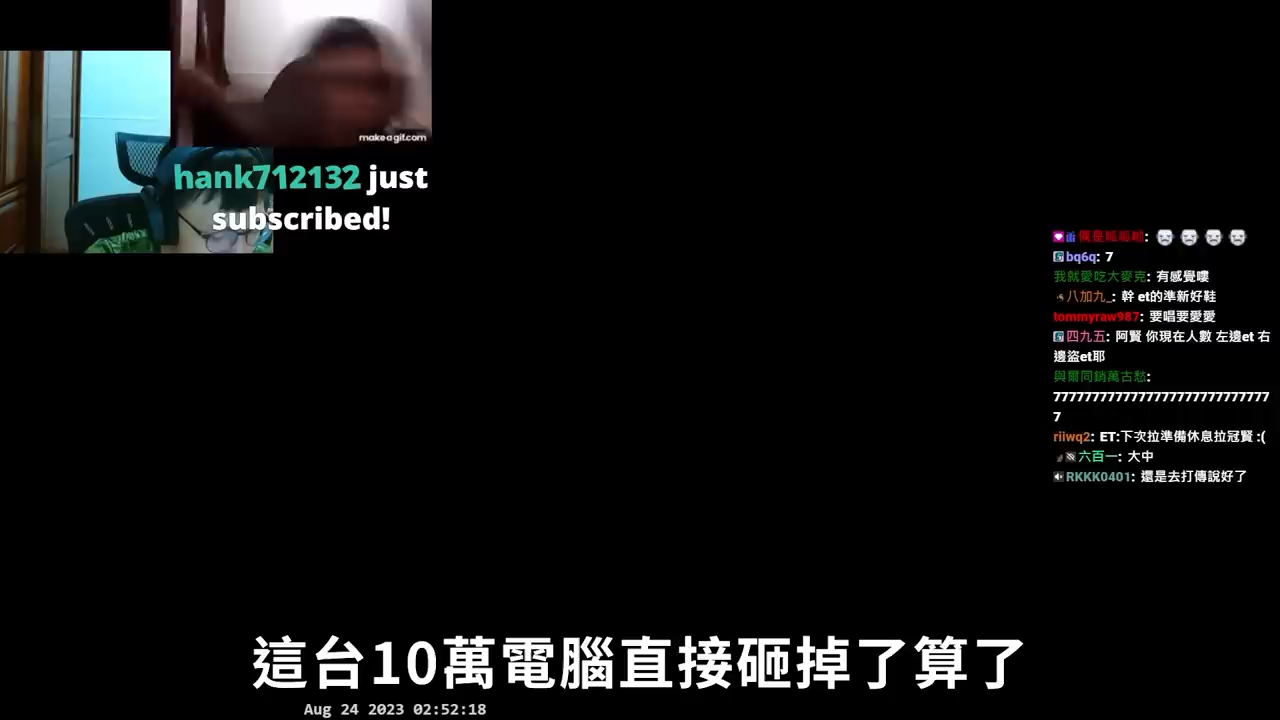 makeagif.com
hank712132 just
subscribed!
bq6q: 7
我就愛吃大麥克: 有感覺嘍
八加九_: 幹 et的準新好鞋
tommyraw987: 要唱要愛愛
四九五: 阿賢 你現在人數 左邊et 右
邊盜et耶
與爾同銷萬古愁:
7777777777777777777777777777
7
riiwq2: ET:下次拉準備休息拉冠賢 :(
六百一: 大中
RKKK0401: 還是去打傳說好了
這台10萬電腦直接砸掉了算了
Aug 24 2023 02:52:18